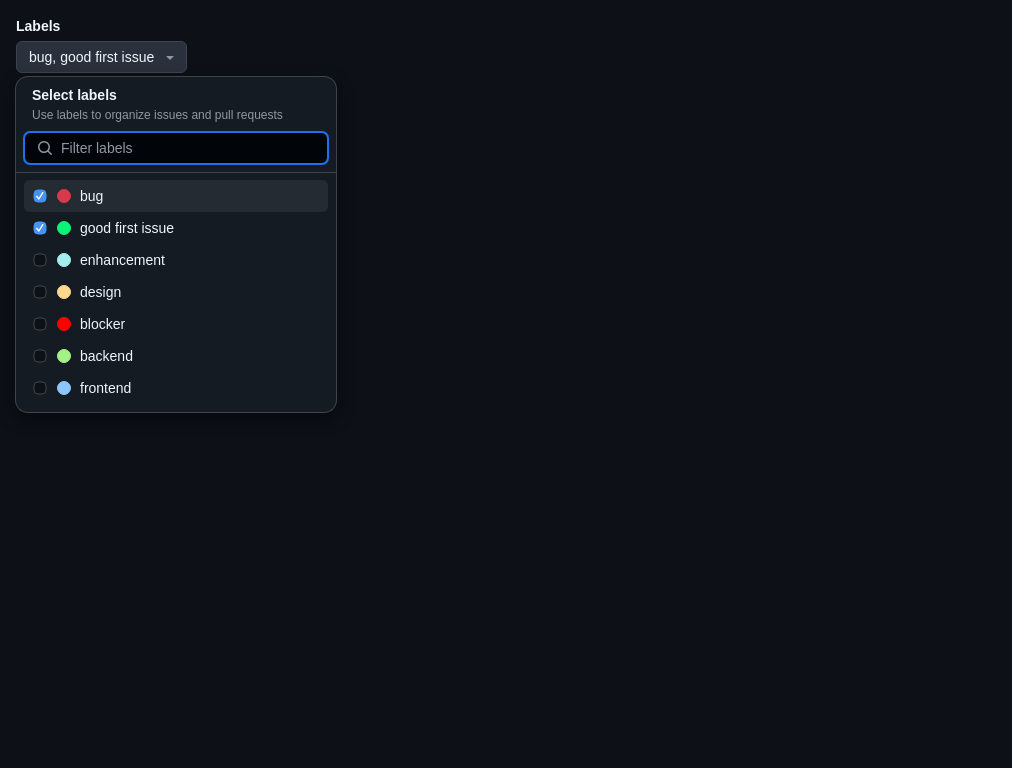 Labels
bug, good first issue
Select labels
Use labels to organize issues and pull requests
Filter labels
bug
good first issue
enhancement
design
blocker
backend
frontend